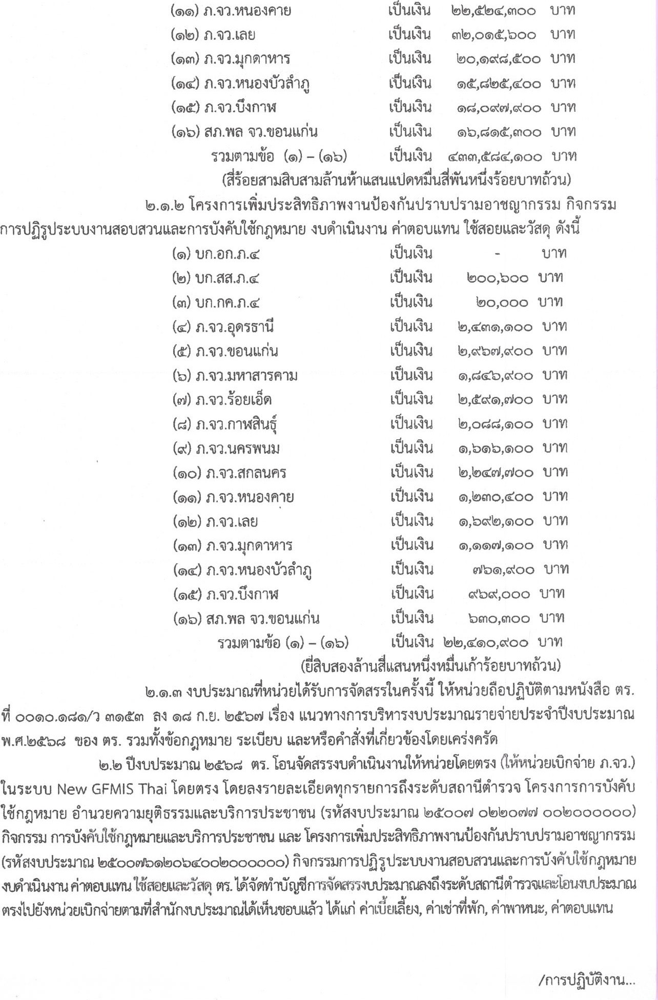 (๑๑) ภ.จว.หนองคาย เป็นเงิน ๒๒,๕๒๔,๓๐๐ บาท
(๑๒) ภ.จว.เลย เป็นเงิน ๓๒,๐๑๕,๖๐๐ บาท
(๑๓) ภ.จว.มุกดาหาร เป็นเงิน ๒๐,๑๙๘,๕๐๐ บาท
(๑๔) ภ.จว.หนองบัวลำภู เป็นเงิน ๑๕,๘๒๕,๔๐๐ บาท
(๑๕) ภ.จว.บึงกาฬ เป็นเงิน ๑๘,๐๙๗,๙๐๐ บาท
(๑๖) สภ.พล จว.ขอนแก่น เป็นเงิน ๑๖,๘๑๕,๓๐๐ บาท
รวมตามข้อ (๑) – (๑๖) เป็นเงิน ๔๓๓,๕๘๔,๑๐๐ บาท
(สี่ร้อยสามสิบสามล้านห้าแสนแปดหมื่นสี่พันหนึ่งร้อยบาทถ้วน)
๒.๑.๒ โครงการเพิ่มประสิทธิภาพงานป้องกันปราบปรามอาชญากรรม กิจกรรม
การปฏิรูประบบงานสอบสวนและการบังคับใช้กฎหมาย งบดำเนินงาน ค่าตอบแทน ใช้สอยและวัสดุ ดังนี้
(๑) บก.อก.ภ.๔ เป็นเงิน - บาท
(๒) บก.สส.ภ.๔ เป็นเงิน ๒๐๐,๖๐๐ บาท
(๓) บก.กค.ภ.๔ เป็นเงิน ๒๐,๐๐๐ บาท
(๔) ภ.จว.อุดรธานี เป็นเงิน ๒,๔๓๑,๑๐๐ บาท
(๕) ภ.จว.ขอนแก่น เป็นเงิน ๒,๙๖๗,๙๐๐ บาท
(๖) ภ.จว.มหาสารคาม เป็นเงิน ๑,๘๔๖,๙๐๐ บาท
(๗) ภ.จว.ร้อยเอ็ด เป็นเงิน ๒,๕๙๑,๗๐๐ บาท
(๘) ภ.จว.กาฬสินธุ์ เป็นเงิน ๒,๐๘๘,๑๐๐ บาท
(๙) ภ.จว.นครพนม เป็นเงิน ๑,๖๑๖,๑๐๐ บาท
(๑๐) ภ.จว.สกลนคร เป็นเงิน ๒,๒๔๗,๗๐๐ บาท
(๑๑) ภ.จว.หนองคาย เป็นเงิน ๑,๒๓๐,๔๐๐ บาท
(๑๒) ภ.จว.เลย เป็นเงิน ๑,๖๙๒,๑๐๐ บาท
(๑๓) ภ.จว.มุกดาหาร เป็นเงิน ๑,๑๑๗,๑๐๐ บาท
(๑๔) ภ.จว.หนองบัวลำภู เป็นเงิน ๗๖๑,๙๐๐ บาท
(๑๕) ภ.จว.บึงกาฬ เป็นเงิน ๙๖๙,๐๐๐ บาท
(๑๖) สภ.พล จว.ขอนแก่น เป็นเงิน ๖๓๐,๓๐๐ บาท
รวมตามข้อ (๑) – (๑๖) เป็นเงิน ๒๒,๔๑๐,๙๐๐ บาท
(ยี่สิบสองล้านสี่แสนหนึ่งหมื่นเก้าร้อยบาทถ้วน)
๒.๑.๓ งบประมาณที่หน่วยได้รับการจัดสรรในครั้งนี้ ให้หน่วยถือปฏิบัติตามหนังสือ ตร.
ที่ ๐๐๑๐.๑๘๑/ว ๓๑๕๓ ลง ๑๘ ก.ย. ๒๕๖๗ เรื่อง แนวทางการบริหารงบประมาณรายจ่ายประจำปีงบประมาณ
พ.ศ.๒๕๖๘ ของ ตร. รวมทั้งข้อกฎหมาย ระเบียบ และหรือคำสั่งที่เกี่ยวข้องโดยเคร่งครัด
๒.๒ ปีงบประมาณ ๒๕๖๘ ตร. โอนจัดสรรงบดำเนินงานให้หน่วยโดยตรง (ให้หน่วยเบิกจ่าย ภ.จว.)
ในระบบ New GFMIS Thai โดยตรง โดยลงรายละเอียดทุกรายการถึงระดับสถานีตำรวจ โครงการการบังคับ
ใช้กฎหมาย อำนวยความยุติธรรมและบริการประชาชน (รหัสงบประมาณ ๒๕๐๐๗ ๐๒๒๐๗๗ ๐๐๒๐๐๐๐๐๐)
กิจกรรม การบังคับใช้กฎหมายและบริการประชาชน และ โครงการเพิ่มประสิทธิภาพงานป้องกันปราบปรามอาชญากรรม
(รหัสงบประมาณ ๒๕๐๐๗๖๑๒๐๖๔๐๐๒๐๐๐๐๐๐) กิจกรรมการปฏิรูประบบงานสอบสวนและการบังคับใช้กฎหมาย
งบดำเนินงาน ค่าตอบแทน ใช้สอยและวัสดุ ตร. ได้จัดทำบัญชีการจัดสรรงบประมาณลงถึงระดับสถานีตำรวจและโอนงบประมาณ
ตรงไปยังหน่วยเบิกจ่ายตามที่สำนักงบประมาณได้เห็นชอบแล้ว ได้แก่ ค่าเบี้ยเลี้ยง, ค่าเช่าที่พัก, ค่าพาหนะ, ค่าตอบแทน
/การปฏิบัติงาน...